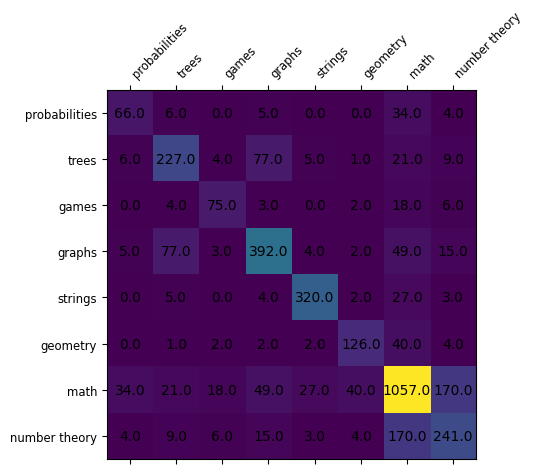 probabilities trees games graphs strings geometry math number theory
probabilities 66.0 6.0 0.0 5.0 0.0 0.0 34.0 4.0
trees 6.0 227.0 4.0 77.0 5.0 1.0 21.0 9.0
games 0.0 4.0 75.0 3.0 0.0 2.0 18.0 6.0
graphs 5.0 77.0 3.0 392.0 4.0 2.0 49.0 15.0
strings 0.0 5.0 0.0 4.0 320.0 2.0 27.0 3.0
geometry 0.0 1.0 2.0 2.0 2.0 126.0 40.0 4.0
math 34.0 21.0 18.0 49.0 27.0 40.0 1057.0 170.0
number theory 4.0 9.0 6.0 15.0 3.0 4.0 170.0 241.0